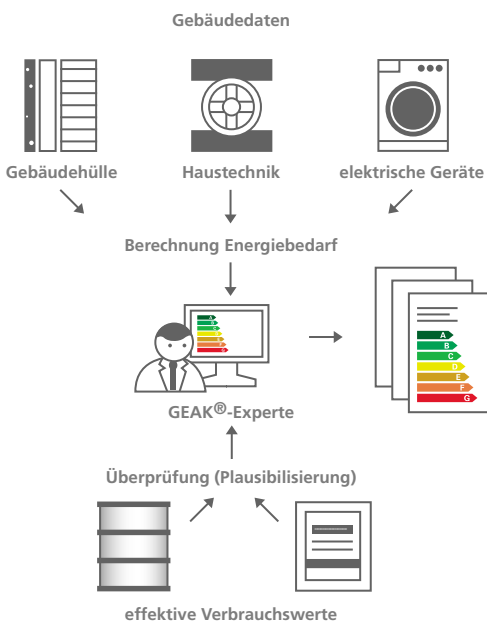 Gebäudedaten
Gebäudehülle
Haustechnik
elektrische Geräte
Berechnung Energiebedarf
A
B
C
D
E
F
G
A
B
C
D
E
F
G
GEAK®-Experte
Überprüfung (Plausibilisierung)
effektive Verbrauchswerte